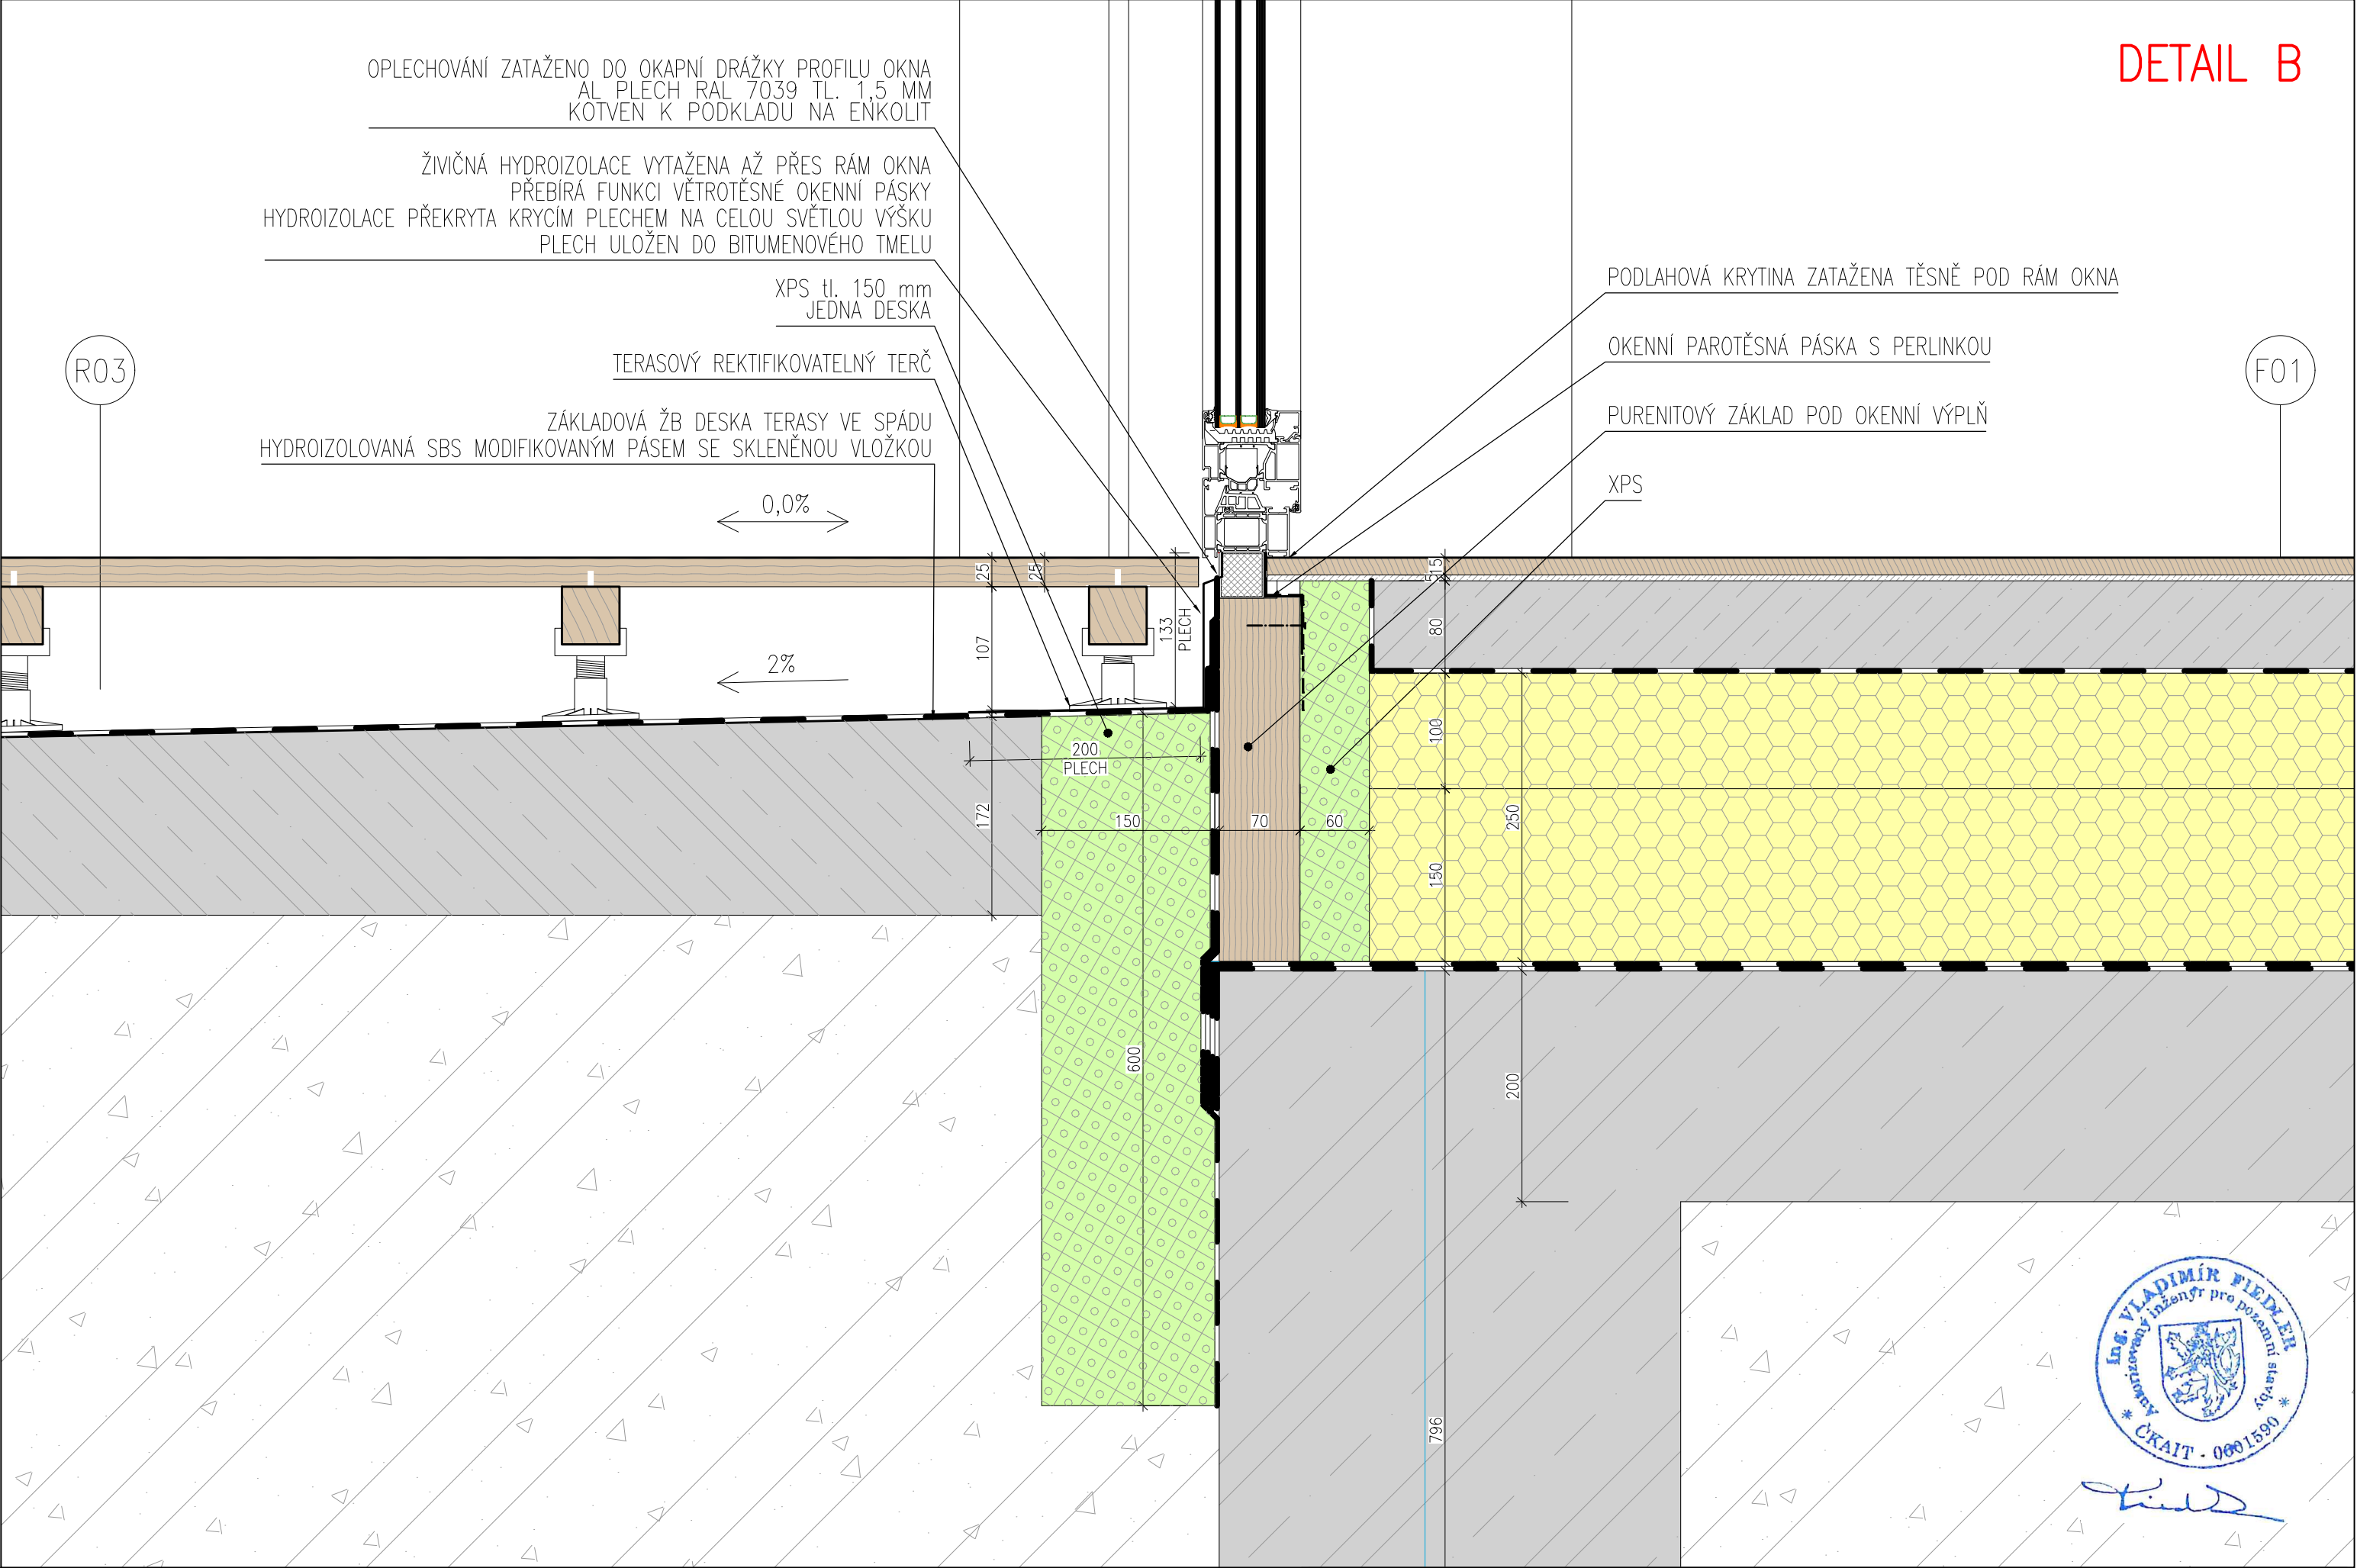 DETAIL B
OPLECHOVÁNÍ ZATAŽENO DO OKAPNÍ DRÁŽKY PROFILU OKNA
AL PLECH RAL 7039 TL. 1,5 MM
KOTVEN K PODKLADU NA ENKOLIT
ŽIVIČNÁ HYDROIZOLACE VYTAŽENA AŽ PŘES RÁM OKNA
PŘEBÍRÁ FUNKCI VĚTROTĚSNÉ OKENNÍ PÁSKY
HYDROIZOLACE PŘEKRYTA KRYCÍM PLECHEM NA CELOU SVĚTLOU VÝŠKU
PLECH ULOŽEN DO BITUMENOVÉHO TMELU
XPS tl. 150 mm
JEDNA DESKA
TERASOVÝ REKTIFIKOVATELNÝ TERČ
ZÁKLADOVÁ ŽB DESKA TERASY VE SPÁDU
HYDROIZOLOVANÁ SBS MODIFIKOVANÝM PÁSEM SE SKLENĚNOU VLOŽKOU
R03
0,0%
2%
PODLAHOVÁ KRYTINA ZATAŽENA TĚSNĚ POD RÁM OKNA
OKENNÍ PAROTĚSNÁ PÁSKA S PERLINKOU
PURENITOVÝ ZÁKLAD POD OKENNÍ VÝPLŇ
XPS
F01
25
25
107
133
PLECH
200
PLECH
172
150
70
60
600
15
5
80
100
150
250
200
796
Ing. VLADIMÍR FIEDLER
Autorizovaný inženýr pro pozemní stavby
* ČKAIT - 0001590 *